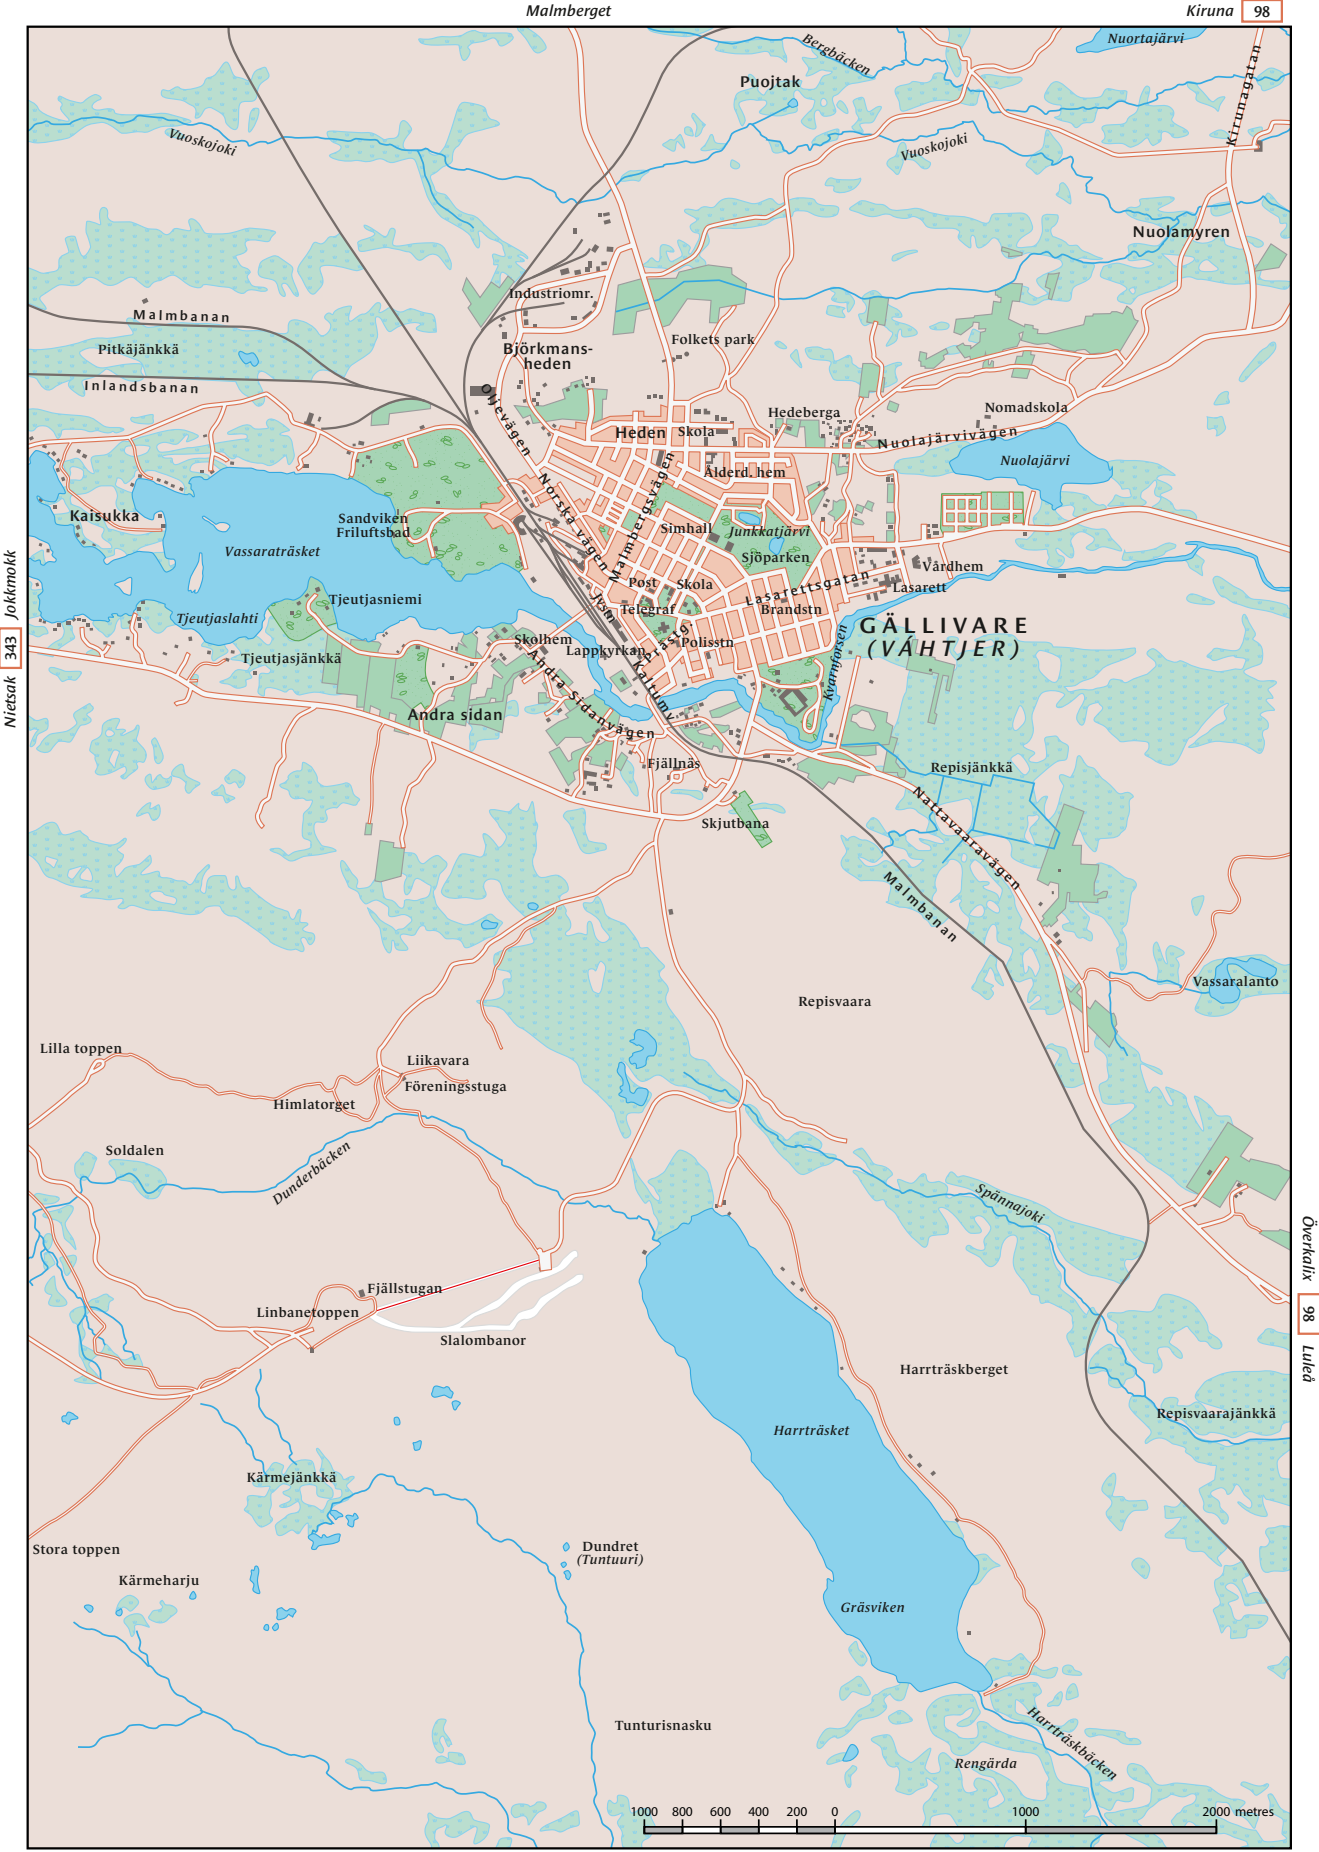 Malmberget
Kiruna 98
Nuortajärvi
Bergbäcken
Puojtak
Kirunagatan
Vuoskojoki
Vuoskojoki
Nuolamyren
Industriomr.
Malmbanan
Folkets park
Pitkäjänkkä
Björkmans-
heden
Inlandsbanan
Oljevägen
Hedeberga
Nomadskola
Heden
Skola
Nuolajärvivägen
Nuolajärvi
Ålderd. hem
Norska vägen
Malmbergsvägen
Kaisukka
Sandviken
Friluftsbad
Simhall
Junkkatjärvi
Vassaraträsket
Sjöparken
Vårdhem
Post
Skola
Lasarettsgatan
Lasarett
Tjeutjasniemi
Jvstn
Telegraf
Brandstn
Tjeutjaslahti
GÄLLIVARE
(VÁHTJER)
Skolhem
Lappkyrkan
Prästg.
Polisstn
Kvarnforsen
Tjeutjasjänkkä
Kaitumv.
Andra Sidanvägen
Andra sidan
Fjällnäs
Repisjänkkä
Skjutbana
Nattavaaravägen
Malmbanan
Vassaralanto
Repisvaara
Lilla toppen
Liikavara
Föreningsstuga
Himlatorget
Soldalen
Dunderbäcken
Spännajoki
Fjällstugan
Linbanetoppen
Slalombanor
Harrträskberget
Repisvaarajänkkä
Harrträsket
Kärmejänkkä
Stora toppen
Dundret
(Tuntuuri)
Kärmeharju
Gräsviken
Tunturisnasku
Harrträskbäcken
Rengärda
1000 800 600 400 200 0 1000 2000 metres
Nietsak 343 Jokkmokk
Överkalix 98 Luleå